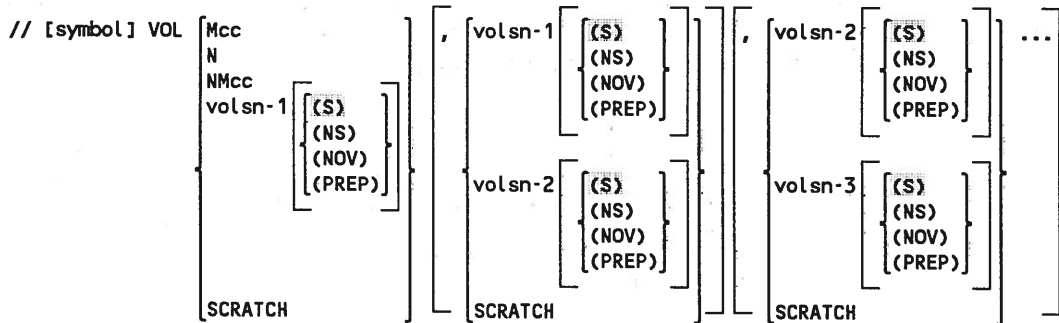 // [symbol] VOL {Mcc [, {volsn-1 [{(S) [, {volsn-2 [{(S) ...
N (NS) (NS)
NMcc (NOV) (NOV)
volsn-1 [{(S) (PREP)}] (PREP)}]
(NS)
(NOV) volsn-2 [{(S) volsn-3 [{(S)
(PREP)}] (NS) (NS)
(NOV) (NOV)
(PREP)}] (PREP)}]
SCRATCH} SCRATCH}] SCRATCH}]